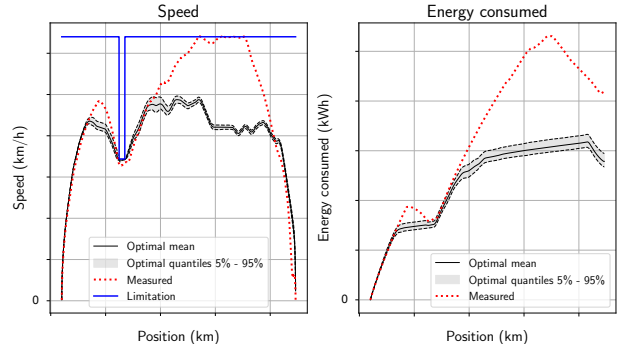 Speed
Speed (km/h)
0
Optimal mean
Optimal quantiles 5% - 95%
Measured
Limitation
Position (km)
Energy consumed
Energy consumed (kWh)
0
Optimal mean
Optimal quantiles 5% - 95%
Measured
Position (km)